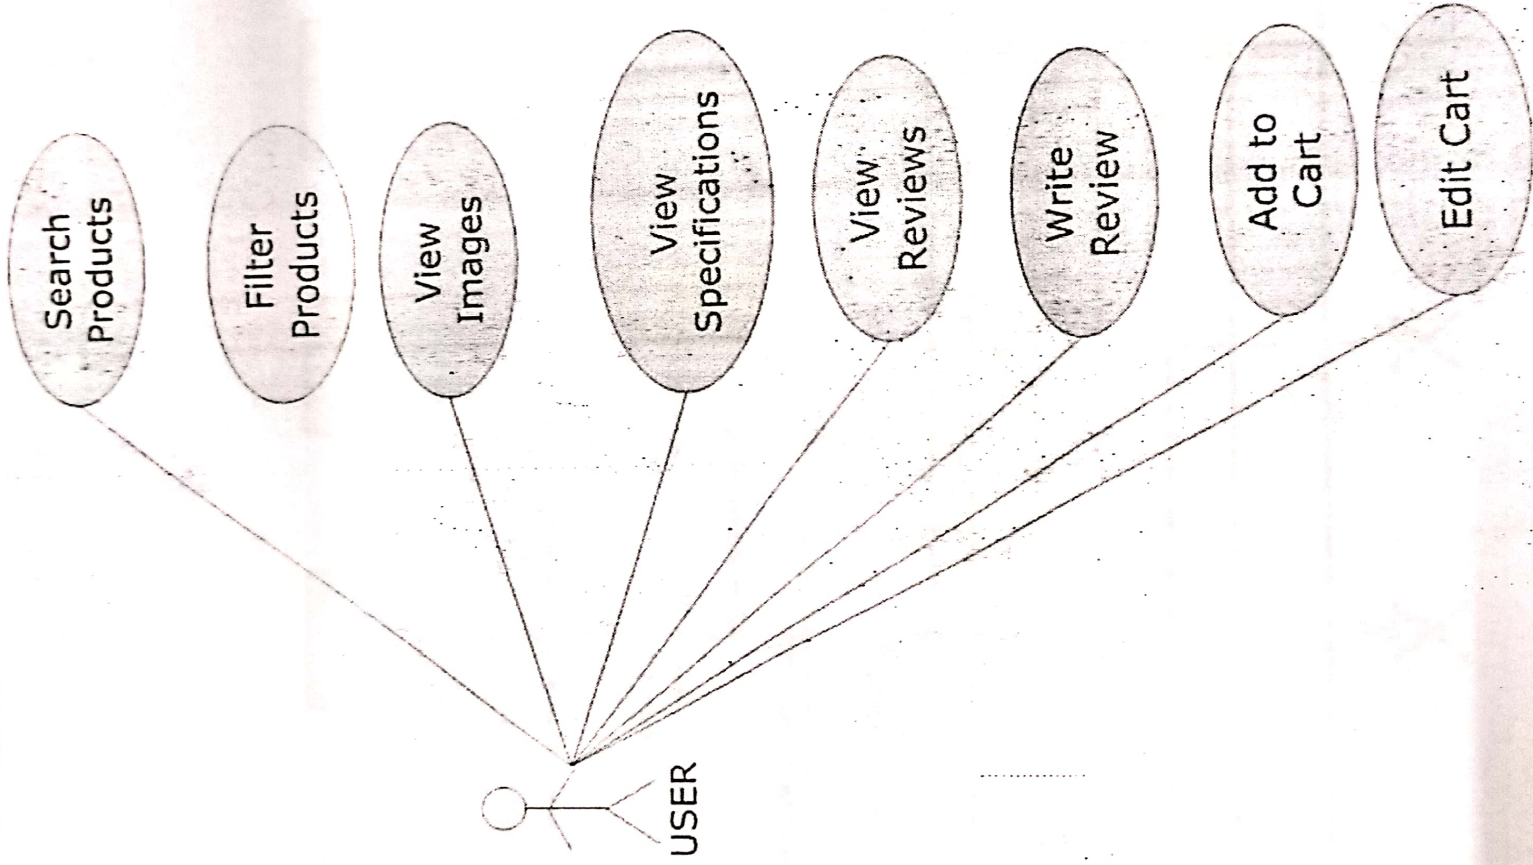 Search
Products
Filter
Products
View
Images
View
Specifications
View
Reviews
Write
Review
Add to
Cart
Edit Cart
USER